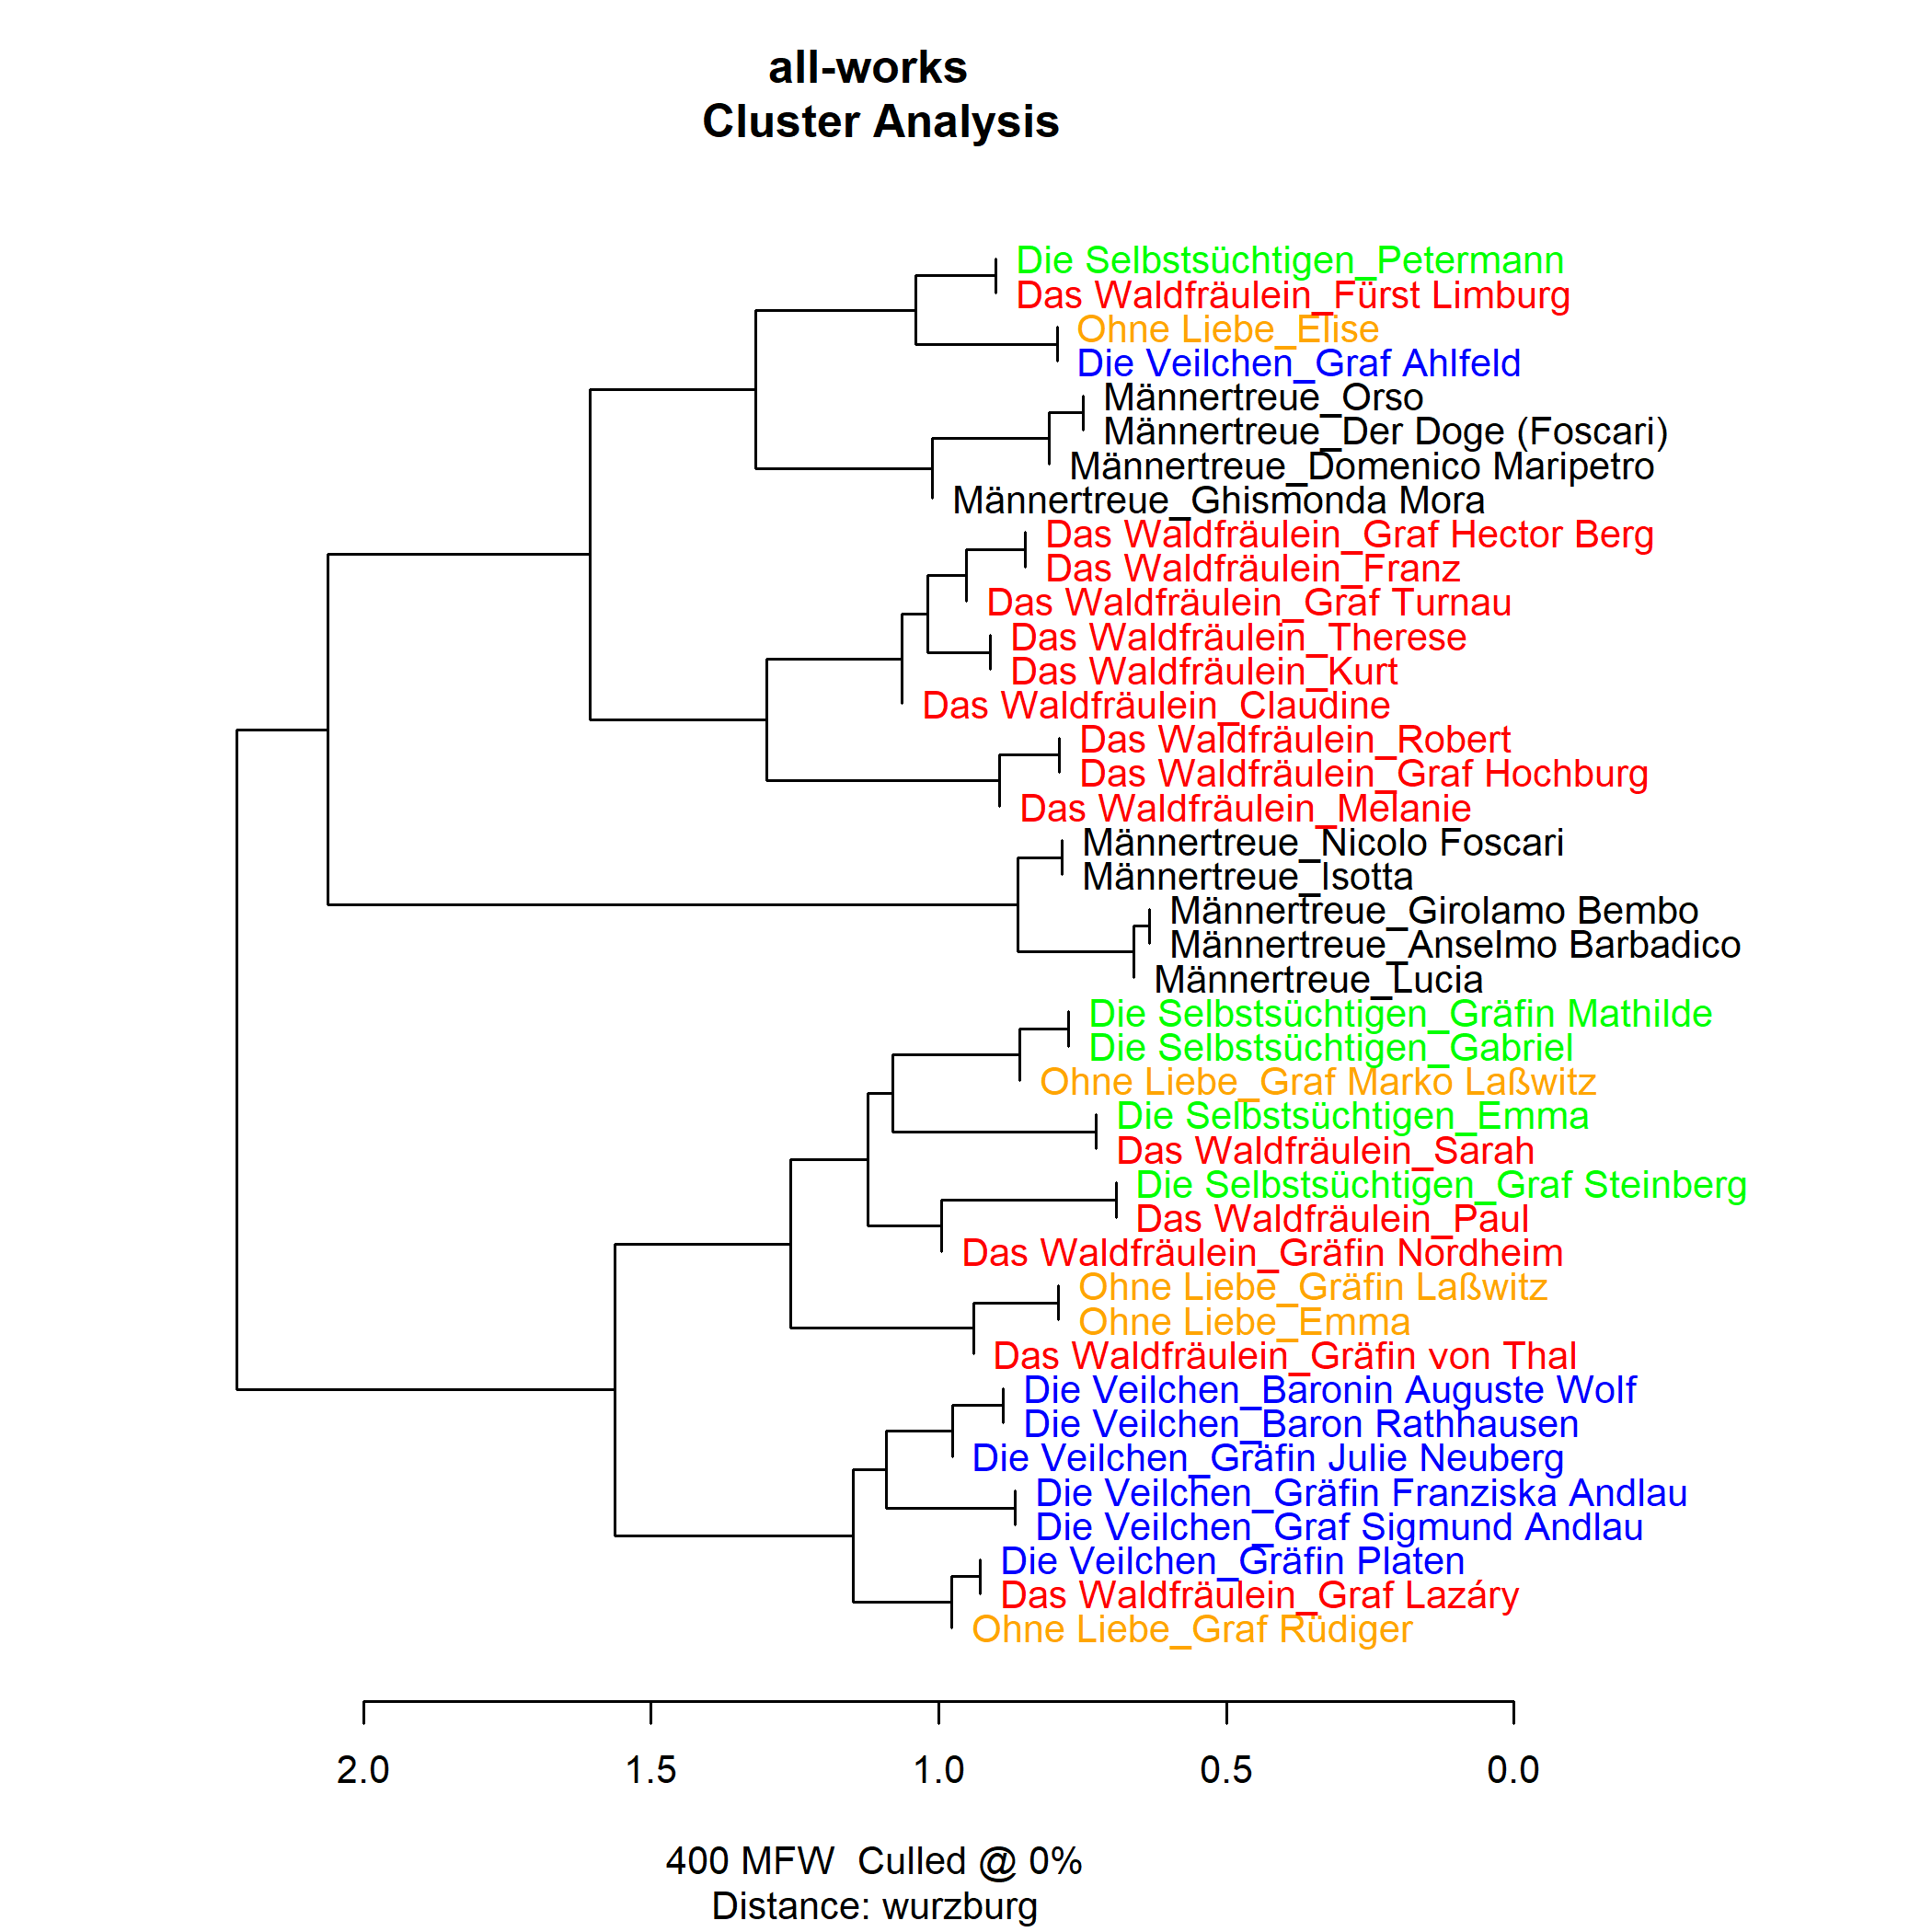 all-works
Cluster Analysis
Die Selbstsüchtigen_Petermann
Das Waldfräulein_Fürst Limburg
Ohne Liebe_Elise
Die Veilchen_Graf Ahlfeld
Männertreue_Orso
Männertreue_Der Doge (Foscari)
Männertreue_Domenico Maripetro
Männertreue_Ghismonda Mora
Das Waldfräulein_Graf Hector Berg
Das Waldfräulein_Franz
Das Waldfräulein_Graf Turnau
Das Waldfräulein_Therese
Das Waldfräulein_Kurt
Das Waldfräulein_Claudine
Das Waldfräulein_Robert
Das Waldfräulein_Graf Hochburg
Das Waldfräulein_Melanie
Männertreue_Nicolo Foscari
Männertreue_Isotta
Männertreue_Girolamo Bembo
Männertreue_Anselmo Barbadico
Männertreue_Lucia
Die Selbstsüchtigen_Gräfin Mathilde
Die Selbstsüchtigen_Gabriel
Ohne Liebe_Graf Marko Laßwitz
Die Selbstsüchtigen_Emma
Das Waldfräulein_Sarah
Die Selbstsüchtigen_Graf Steinberg
Das Waldfräulein_Paul
Das Waldfräulein_Gräfin Nordheim
Ohne Liebe_Gräfin Laßwitz
Ohne Liebe_Emma
Das Waldfräulein_Gräfin von Thal
Die Veilchen_Baronin Auguste Wolf
Die Veilchen_Baron Rathhausen
Die Veilchen_Gräfin Julie Neuberg
Die Veilchen_Gräfin Franziska Andlau
Die Veilchen_Graf Sigmund Andlau
Die Veilchen_Gräfin Platen
Das Waldfräulein_Graf Lazáry
Ohne Liebe_Graf Rüdiger
2.0 1.5 1.0 0.5 0.0
400 MFW  Culled @ 0%
Distance: wurzburg